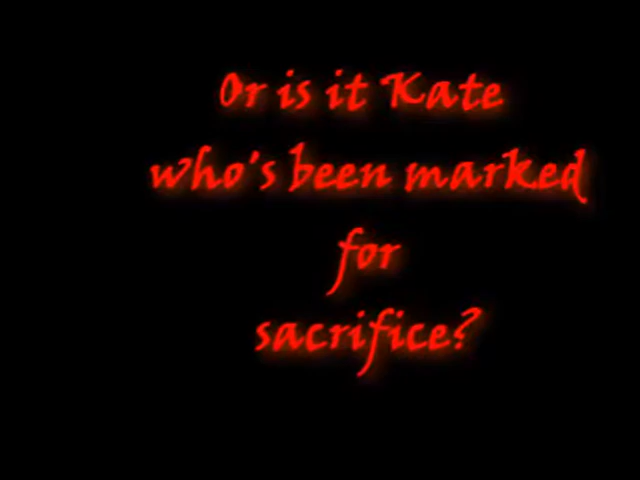 Or is it Kate
who's been marked
for
sacrifice?